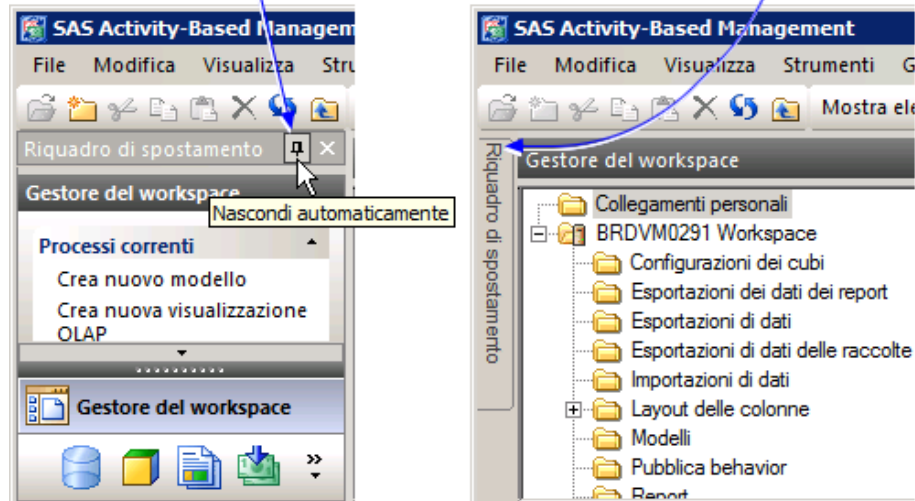 SAS Activity-Based Managem
File Modifica Visualizza Stru
Riquadro di spostamento
Gestore del workspace
Nascondi automaticamente
Processi correnti
Crea nuovo modello
Crea nuova visualizzazione
OLAP
Gestore del workspace
SAS Activity-Based Management
File Modifica Visualizza Strumenti G
Mostra ele
Riquadro di spostamento
Gestore del workspace
Collegamenti personali
BRDVM0291 Workspace
Configurazioni dei cubi
Esportazioni dei dati dei report
Esportazioni di dati
Esportazioni di dati delle raccolte
Importazioni di dati
Layout delle colonne
Modelli
Pubblica behavior
Report